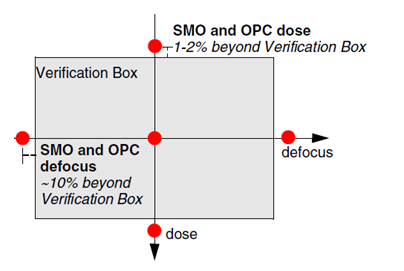 SMO and OPC dose
1-2% beyond Verification Box
Verification Box
SMO and OPC
defocus
~10% beyond
Verification Box
defocus
dose